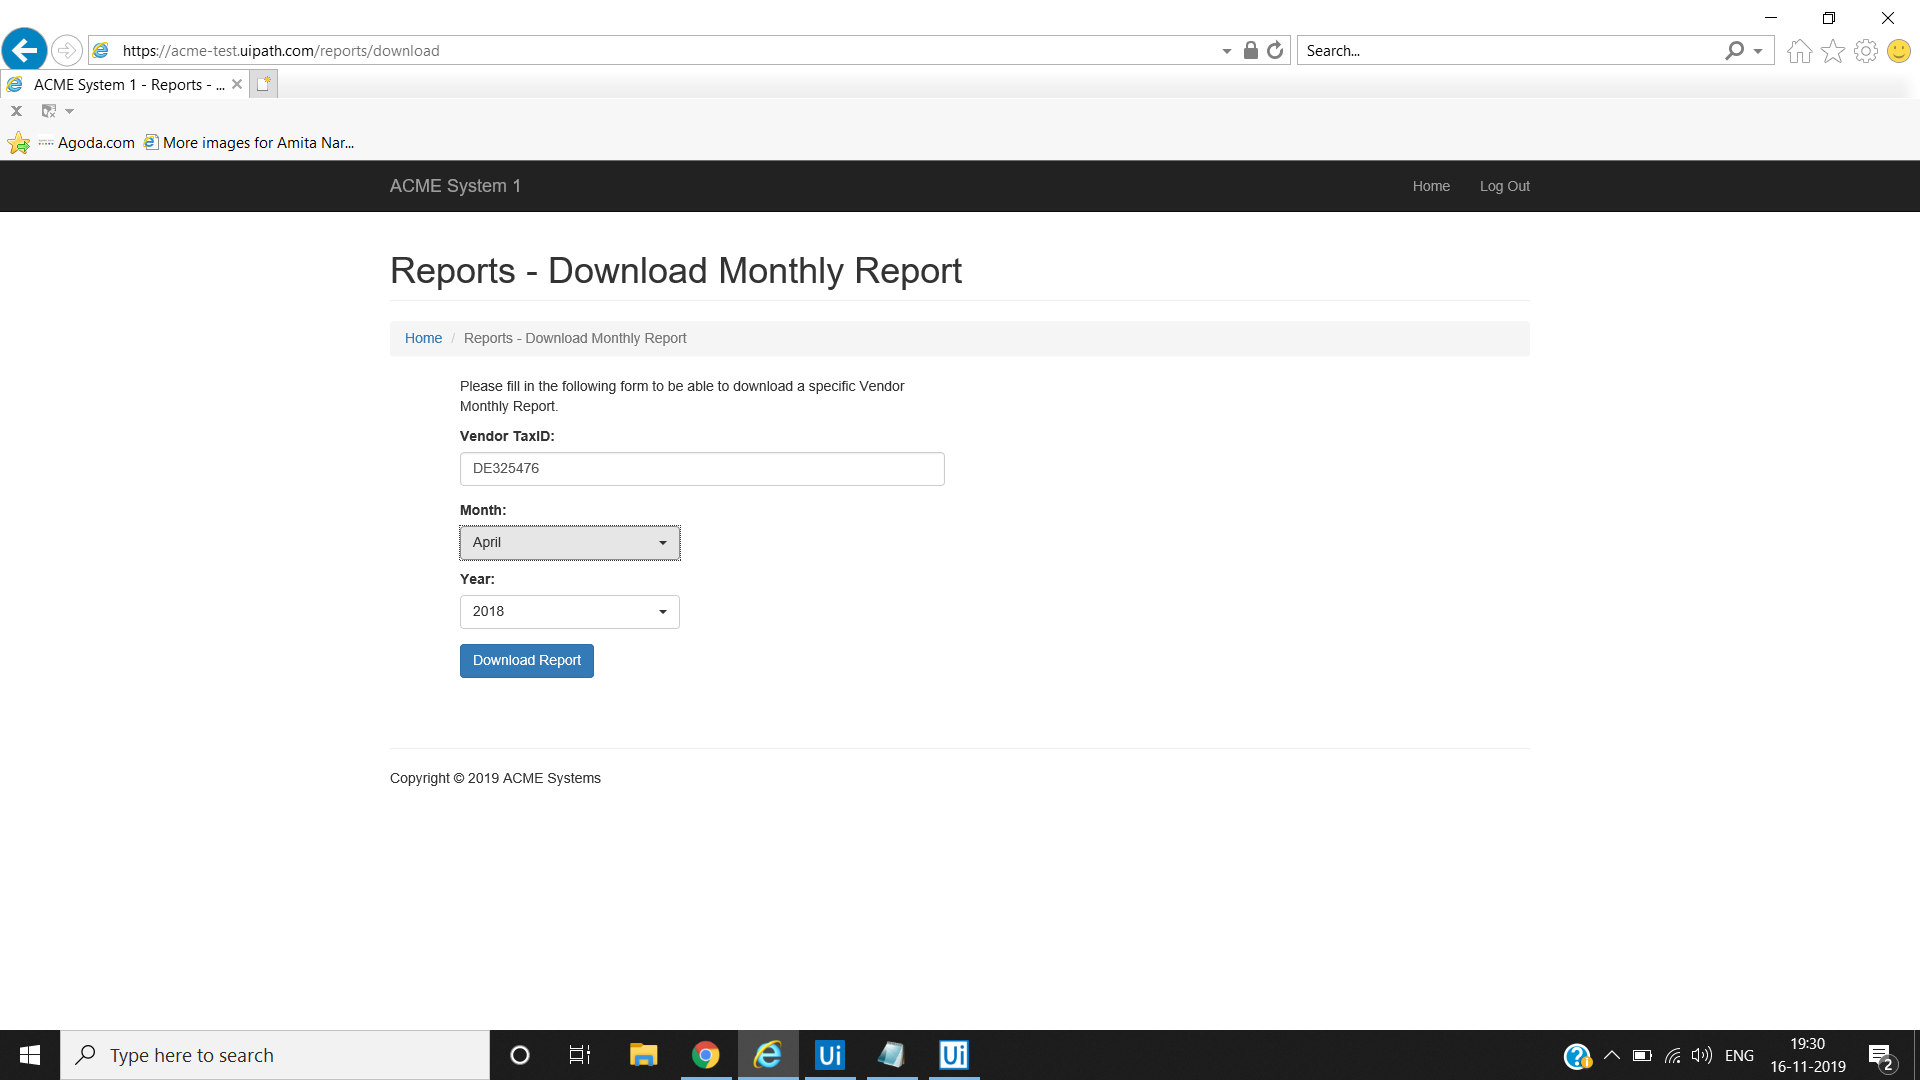 https://acme-test.uipath.com/reports/download
Search...
ACME System 1 - Reports - ...
x
Agoda.com
More images for Amita Nar...
ACME System 1
Home
Log Out
Reports - Download Monthly Report
Home / Reports - Download Monthly Report
Please fill in the following form to be able to download a specific Vendor
Monthly Report.
Vendor TaxID:
DE325476
Month:
April
Year:
2018
Download Report
Copyright © 2019 ACME Systems
Type here to search
Ui
Ui
ENG
19:30
16-11-2019
2